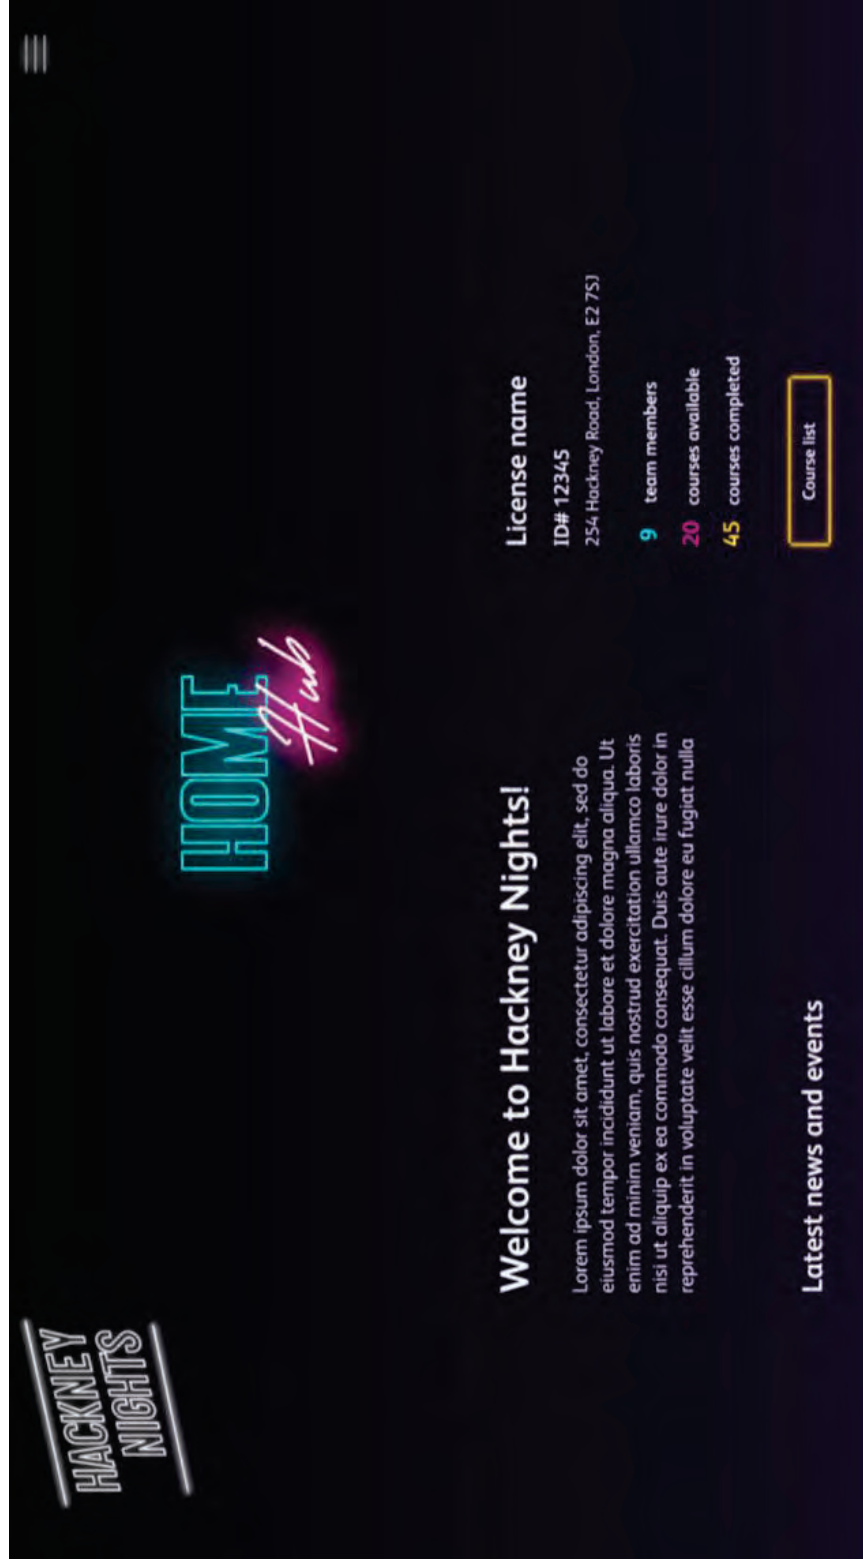 HACKNEY
NIGHTS
HOME
Hub
Welcome to Hackney Nights!
Lorem ipsum dolor sit amet, consectetur adipiscing elit, sed do
eiusmod tempor incididunt ut labore et dolore magna aliqua. Ut
enim ad minim veniam, quis nostrud exercitation ullamco laboris
nisi ut aliquip ex ea commodo consequat. Duis aute irure dolor in
reprehenderit in voluptate velit esse cillum dolore eu fugiat nulla
License name
ID# 12345
254 Hackney Road, London, E2 7SJ
9 team members
20 courses available
45 courses completed
Course list
Latest news and events